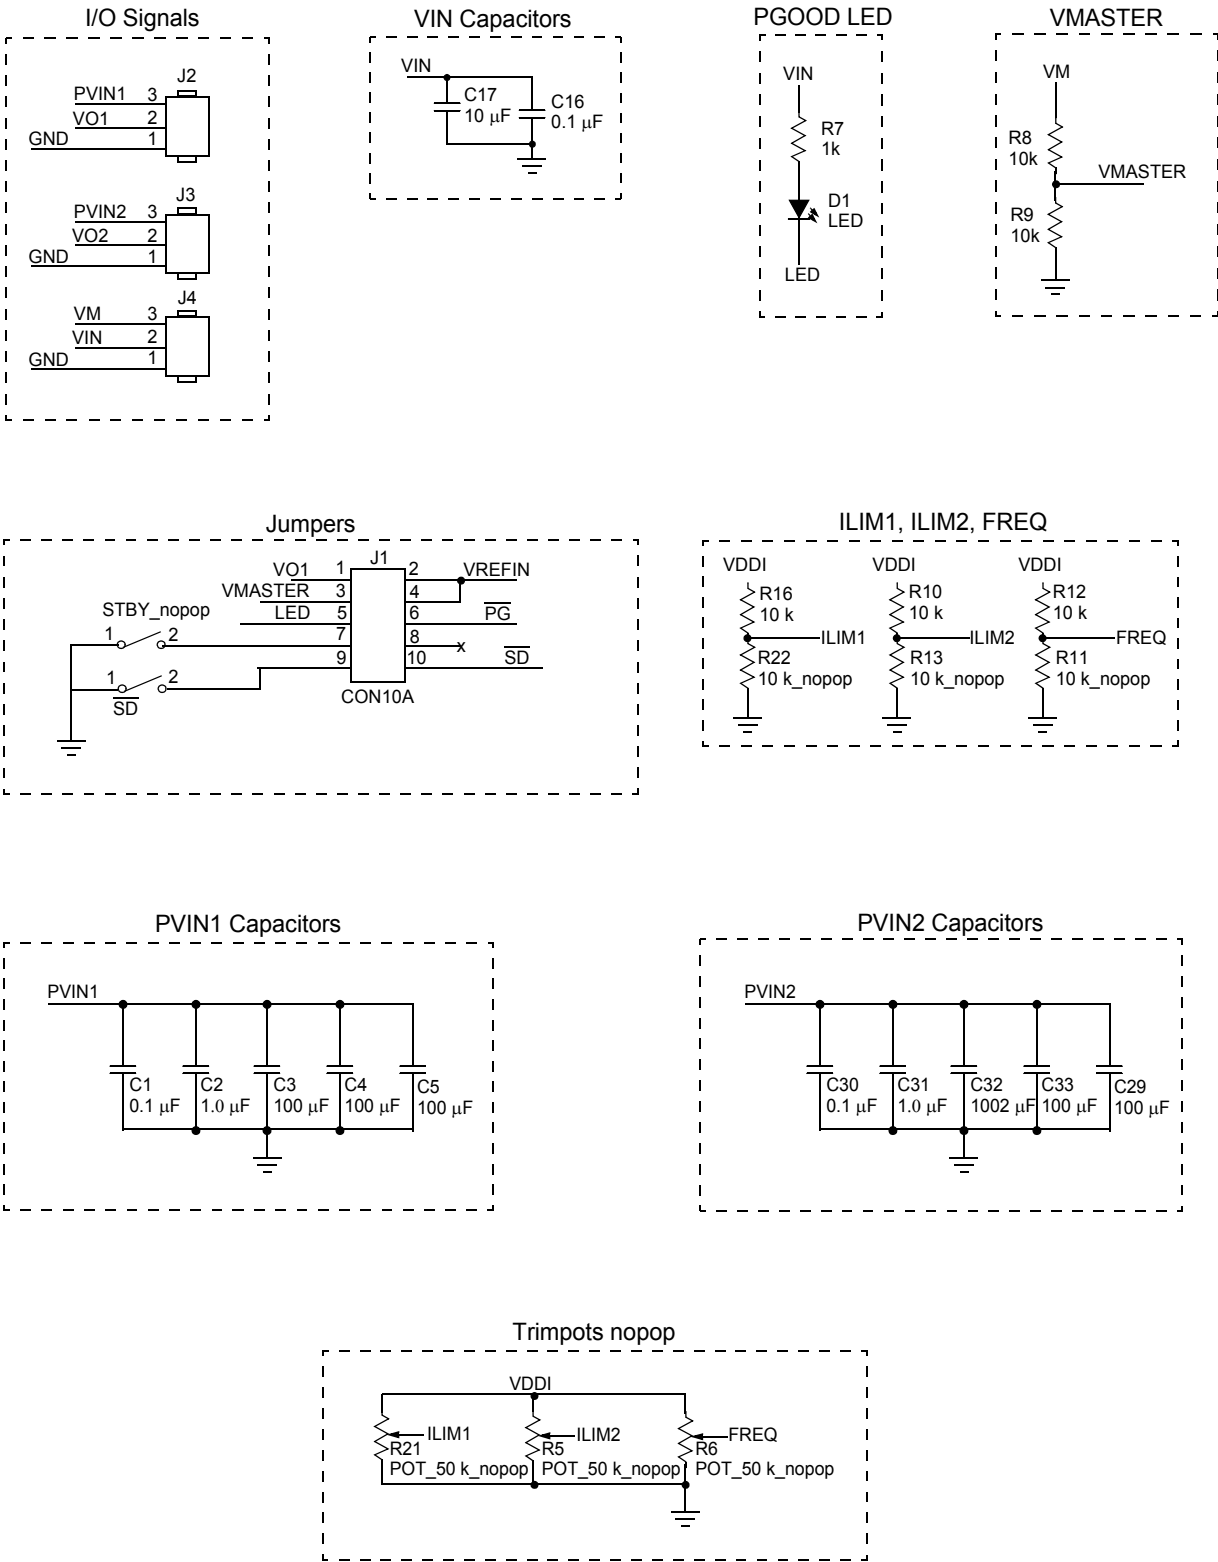 I/O Signals
J2
PVIN1 3
VO1 2
GND 1
J3
PVIN2 3
VO2 2
GND 1
J4
VM 3
VIN 2
GND 1
VIN Capacitors
VIN
C17
10 μF
C16
0.1 μF
PGOOD LED
VIN
R7
1k
D1
LED
LED
VMASTER
VM
R8
10k
VMASTER
R9
10k
Jumpers
J1
VO1 1 2 VREFIN
VMASTER 3 4
LED 5 6 PG
7 8 x
9 10 SD
CON10A
STBY_nopop
1 2
1 2
SD
ILIM1, ILIM2, FREQ
VDDI VDDI VDDI
R16
10 k
ILIM1
R22
10 k_nopop
R10
10 k
ILIM2
R13
10 k_nopop
R12
10 k
FREQ
R11
10 k_nopop
PVIN1 Capacitors
PVIN1
C1
0.1 μF
C2
1.0 μF
C3
100 μF
C4
100 μF
C5
100 μF
PVIN2 Capacitors
PVIN2
C30
0.1 μF
C31
1.0 μF
C32
1002 μF
C33
100 μF
C29
100 μF
Trimpots nopop
VDDI
ILIM1
R21
POT_50 k_nopop
ILIM2
R5
POT_50 k_nopop
FREQ
R6
POT_50 k_nopop